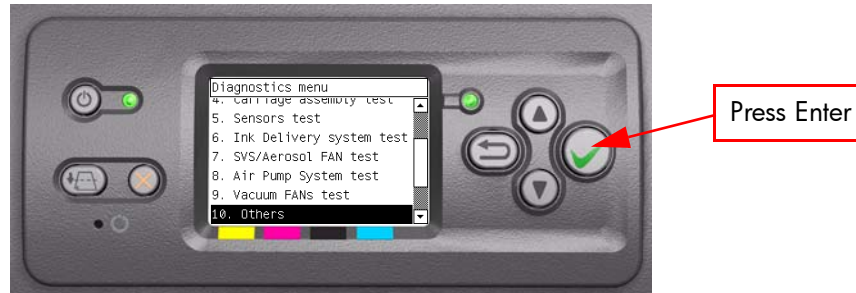 Diagnostics menu
4. Carriage assembly test
5. Sensors test
6. Ink Delivery system test
7. SVS/Aerosol FAN test
8. Air Pump System test
9. Vacuum FANs test
10. Others
Press Enter